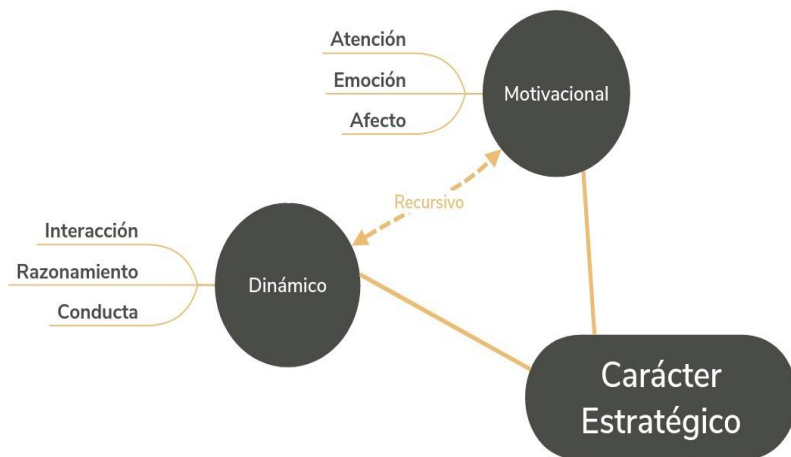 Atención
Emoción
Afecto
Motivacional
Recursivo
Interacción
Razonamiento
Conducta
Dinámico
Carácter
Estratégico